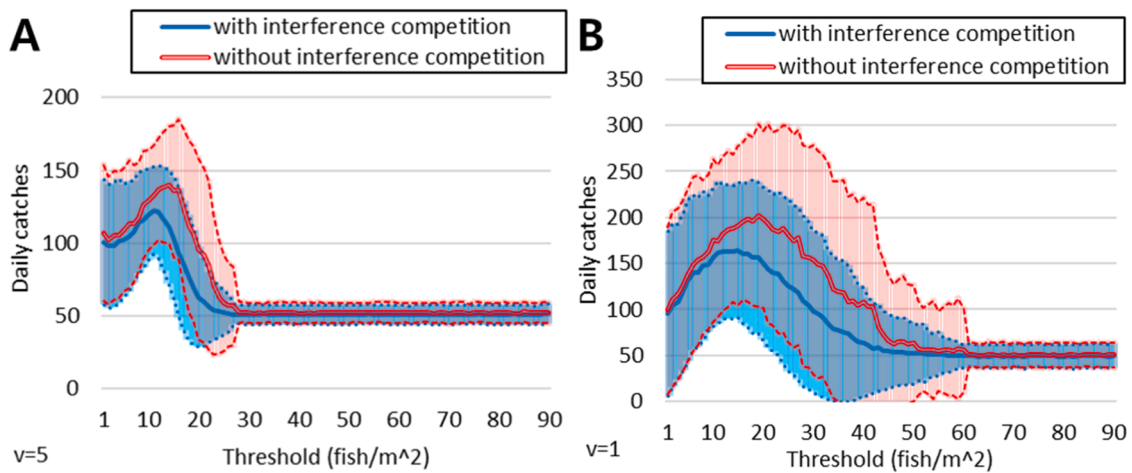 A
with interference competition
without interference competition
200
150
100
50
0
Daily catches
1 10 20 30 40 50 60 70 80 90
v=5
Threshold (fish/m^2)
B
with interference competition
without interference competition
350
300
250
200
150
100
50
0
Daily catches
1 10 20 30 40 50 60 70 80 90
v=1
Threshold (fish/m^2)